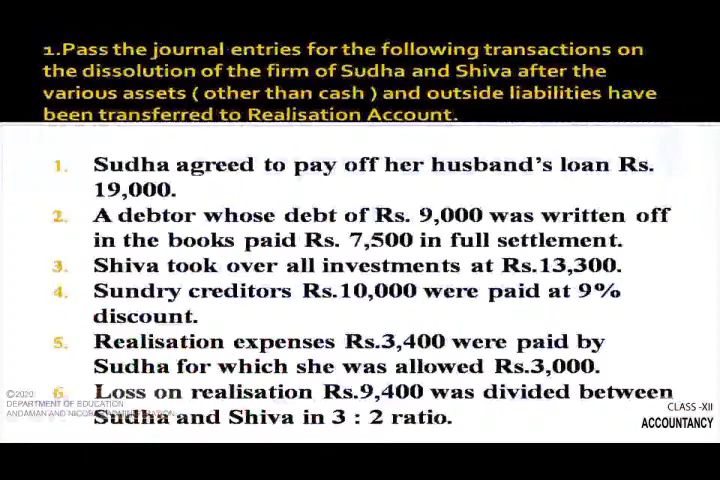 1.Pass the journal entries for the following transactions on
the dissolution of the firm of Sudha and Shiva after the
various assets ( other than cash ) and outside liabilities have
been transferred to Realisation Account.
1. Sudha agreed to pay off her husband's loan Rs.
19,000.
2. A debtor whose debt of Rs. 9,000 was written off
in the books paid Rs. 7,500 in full settlement.
3. Shiva took over all investments at Rs.13,300.
4. Sundry creditors Rs.10,000 were paid at 9%
discount.
5. Realisation expenses Rs.3,400 were paid by
Sudha for which she was allowed Rs.3,000.
6. Loss on realisation Rs.9,400 was divided between
Sudha and Shiva in 3 : 2 ratio.
©2020
DEPARTMENT OF EDUCATION
ANDAMAN AND NICOBAR ADMINISTRATION
CLASS -XII
ACCOUNTANCY